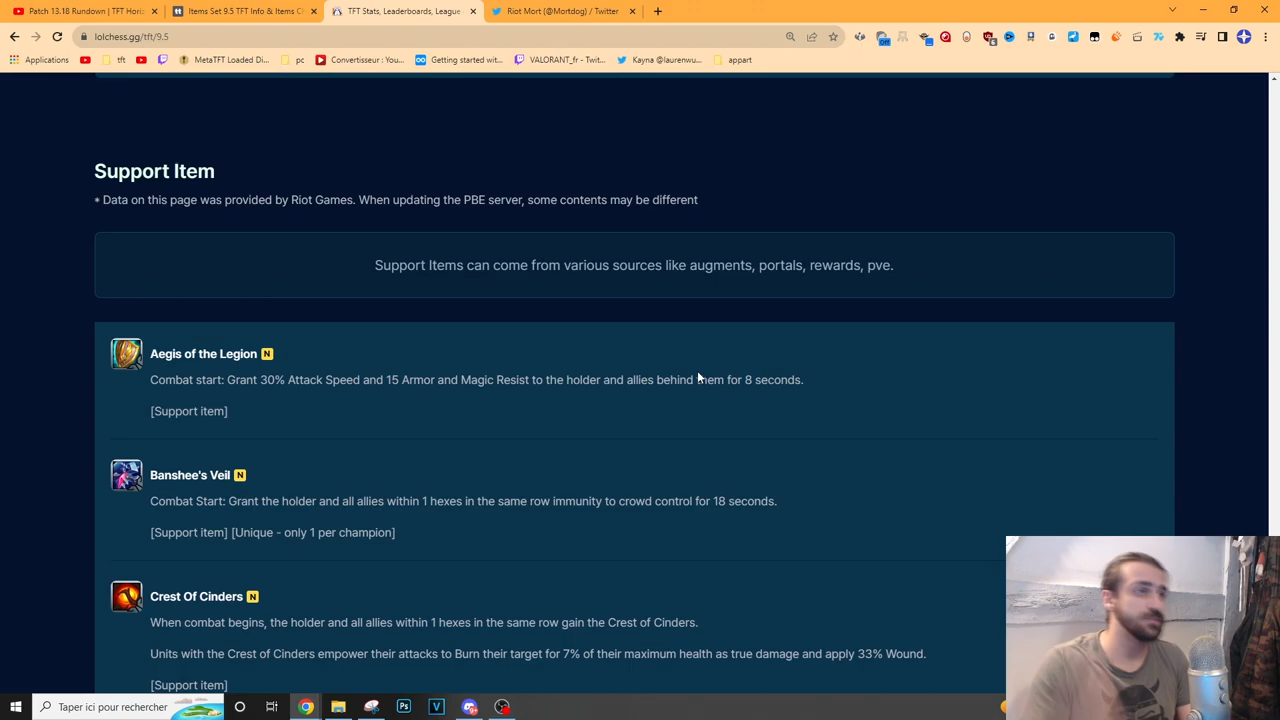 Patch 13.18 Rundown | TFT Horiz
Items Set 9.5 TFT Info & Items Ch
TFT Stats, Leaderboards, League
Riot Mort (@Mortdog) / Twitter
lolchess.gg/tft/9.5
Applications
tft
MetaTFT Loaded Di...
pc
Convertisseur : You...
Getting started wit...
VALORANT_fr - Twit...
Kayna @laurenwu...
appart
Support Item
* Data on this page was provided by Riot Games. When updating the PBE server, some contents may be different
Support Items can come from various sources like augments, portals, rewards, pve.
Aegis of the Legion N
Combat start: Grant 30% Attack Speed and 15 Armor and Magic Resist to the holder and allies behind them for 8 seconds.
[Support item]
Banshee's Veil N
Combat Start: Grant the holder and all allies within 1 hexes in the same row immunity to crowd control for 18 seconds.
[Support item] [Unique - only 1 per champion]
Crest Of Cinders N
When combat begins, the holder and all allies within 1 hexes in the same row gain the Crest of Cinders.
Units with the Crest of Cinders empower their attacks to Burn their target for 7% of their maximum health as true damage and apply 33% Wound.
[Support item]
Taper ici pour rechercher
Ps
V